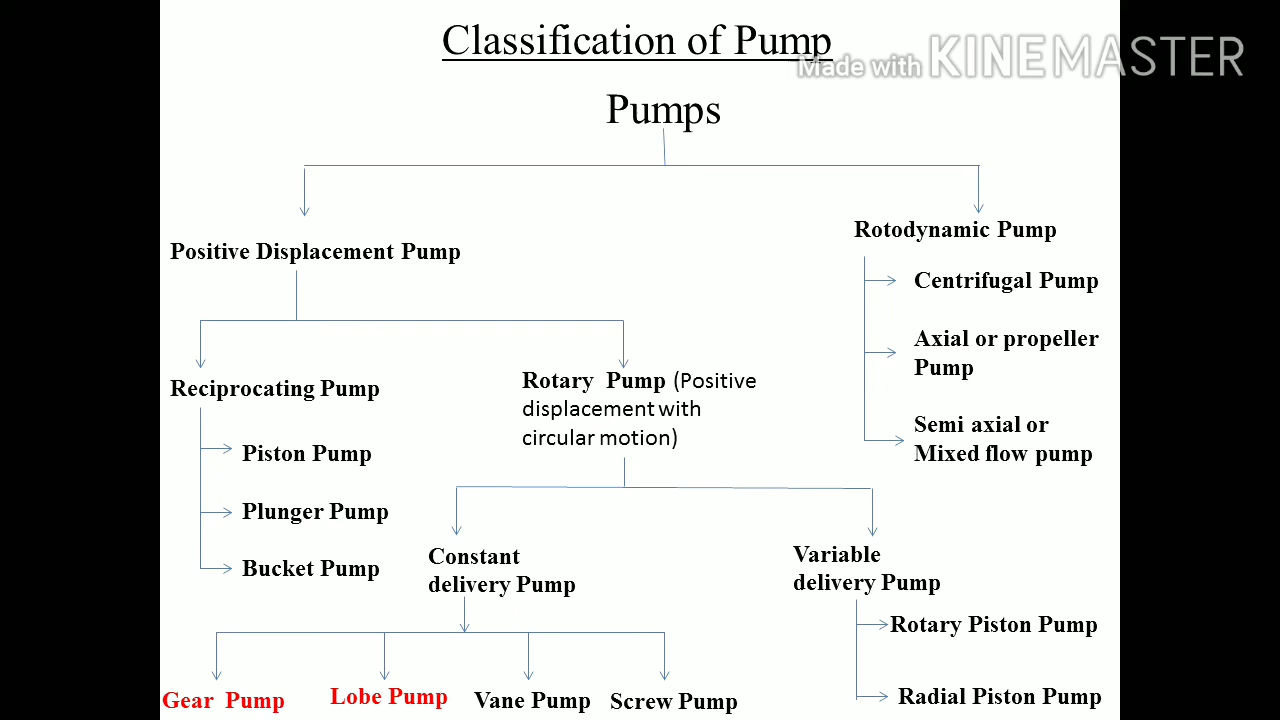 Classification of Pump
Made with KINEMASTER
Pumps
Positive Displacement Pump
Rotodynamic Pump
Centrifugal Pump
Axial or propeller
Pump
Semi axial or
Mixed flow pump
Reciprocating Pump
Piston Pump
Plunger Pump
Bucket Pump
Rotary Pump (Positive
displacement with
circular motion)
Constant
delivery Pump
Variable
delivery Pump
Rotary Piston Pump
Radial Piston Pump
Gear Pump
Lobe Pump
Vane Pump
Screw Pump